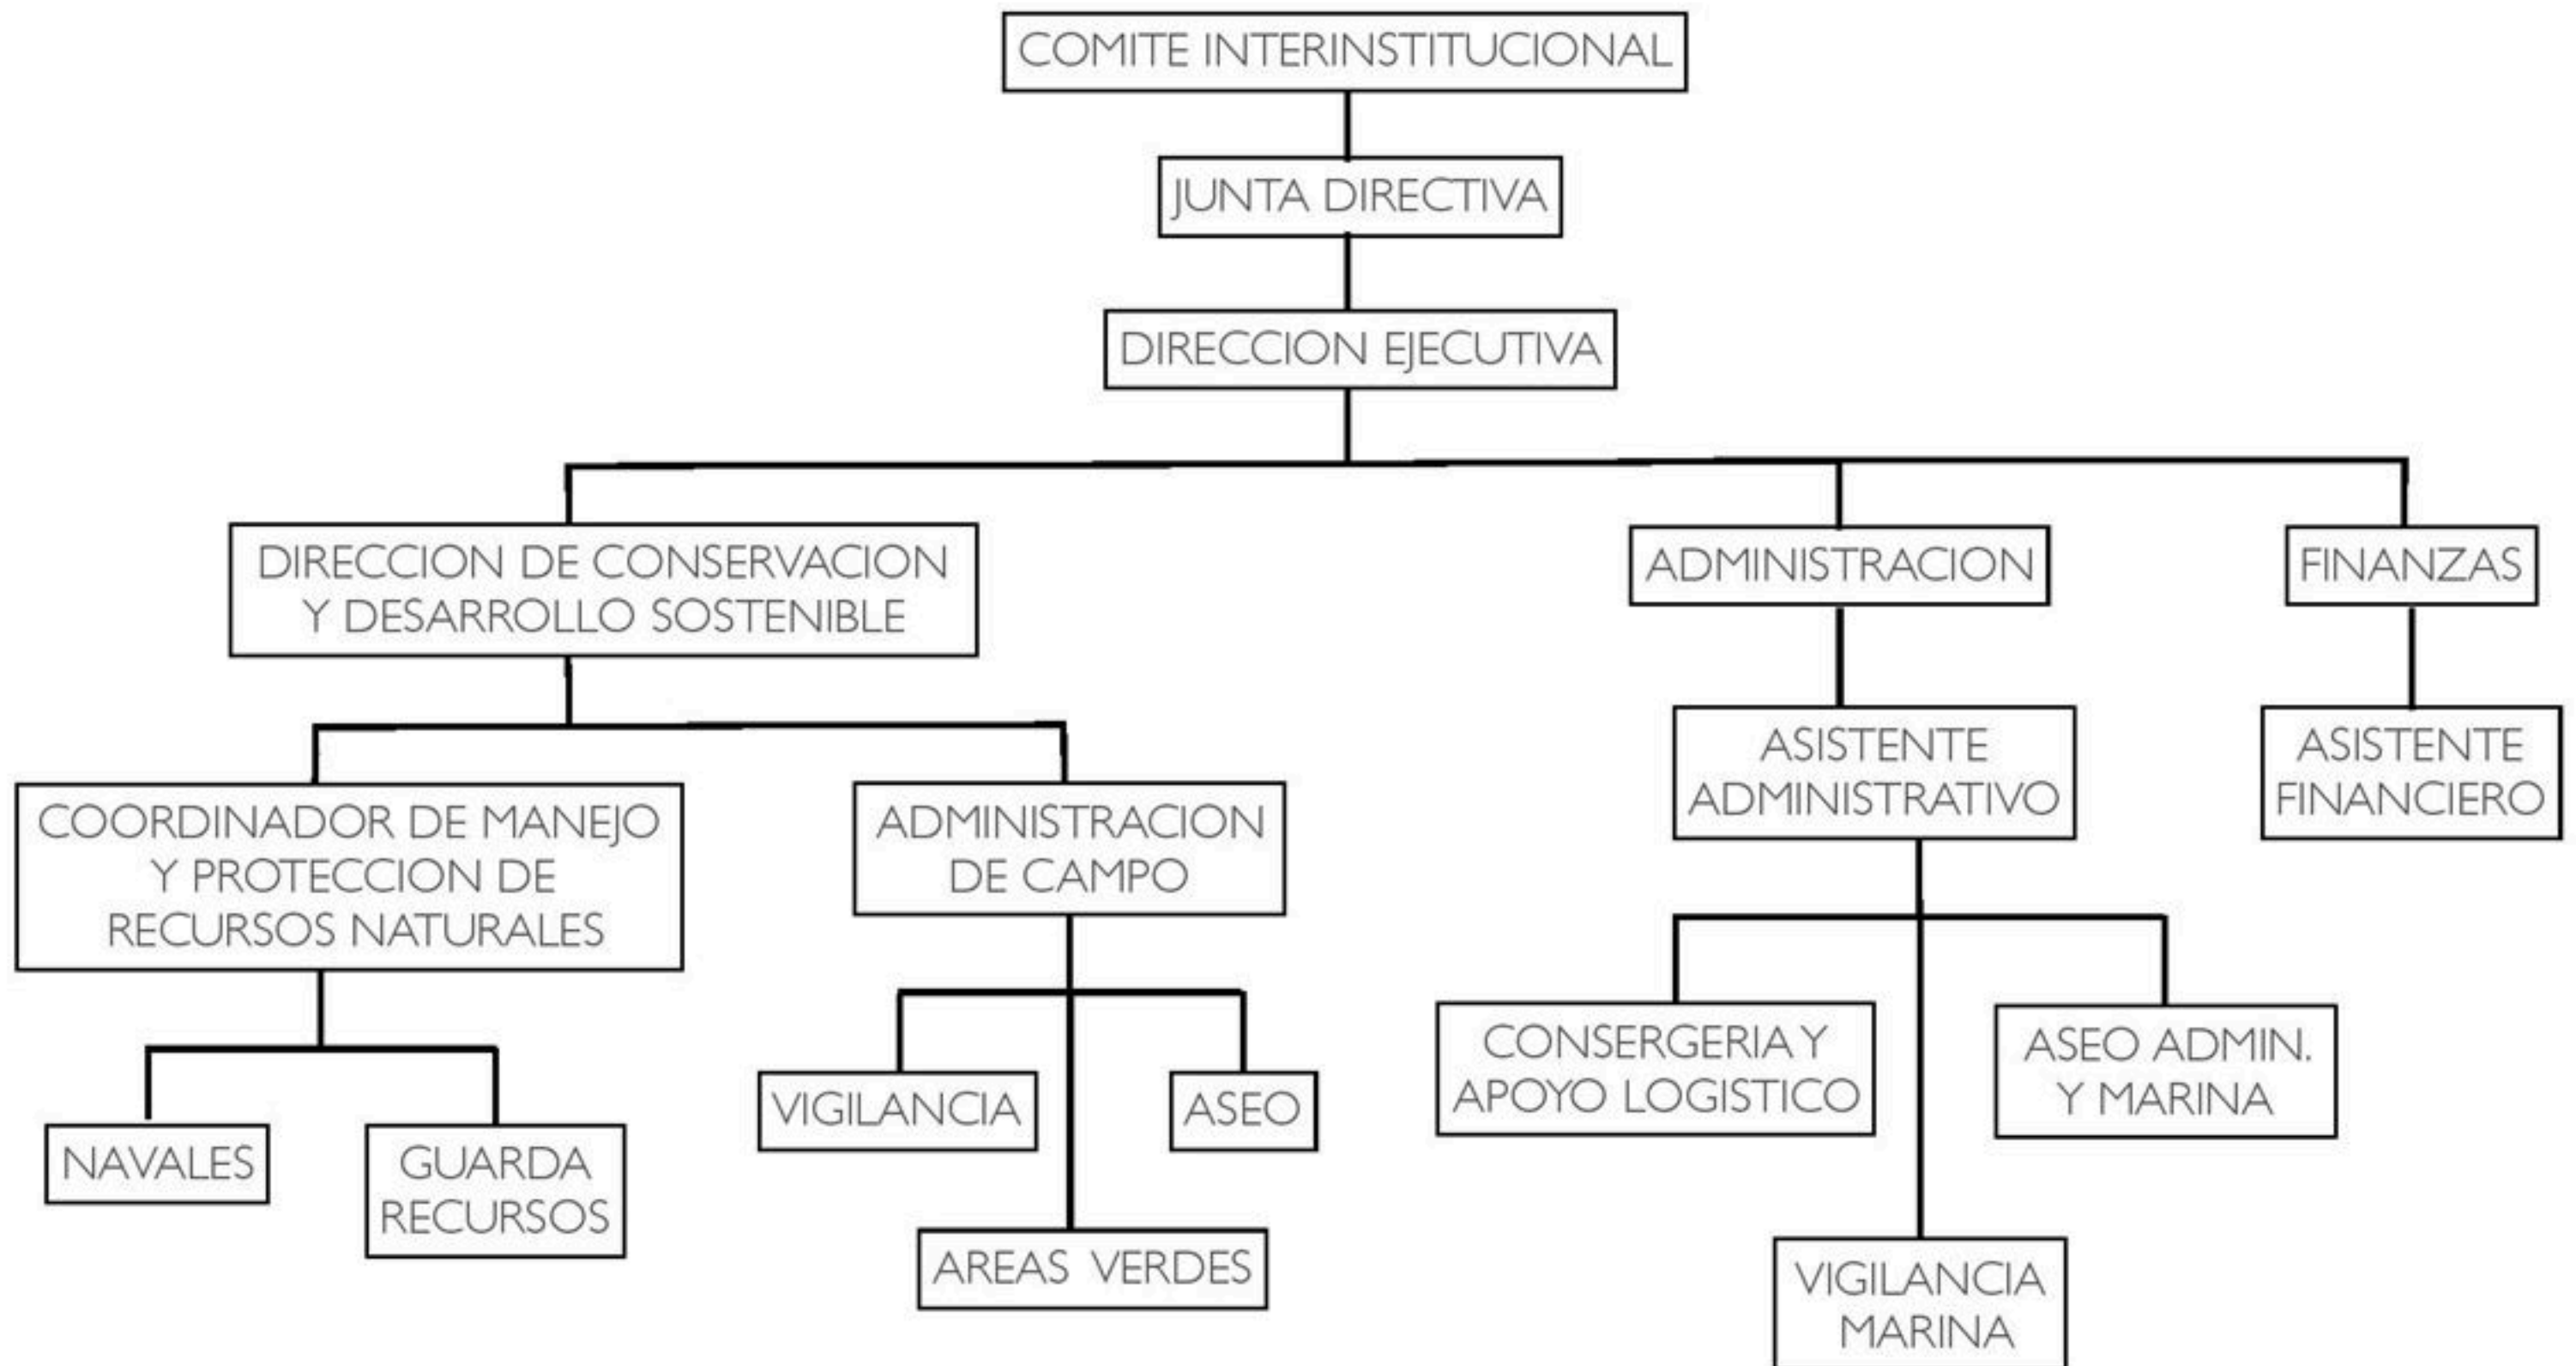 COMITE INTERINSTITUCIONAL
JUNTA DIRECTIVA
DIRECCION EJECUTIVA
DIRECCION DE CONSERVACION
Y DESARROLLO SOSTENIBLE
ADMINISTRACION
FINANZAS
COORDINADOR DE MANEJO
Y PROTECCION DE
RECURSOS NATURALES
ADMINISTRACION
DE CAMPO
ASISTENTE
ADMINISTRATIVO
ASISTENTE
FINANCIERO
NAVALES
GUARDA
RECURSOS
VIGILANCIA
ASEO
AREAS VERDES
CONSERGERIA Y
APOYO LOGISTICO
ASEO ADMIN.
Y MARINA
VIGILANCIA
MARINA